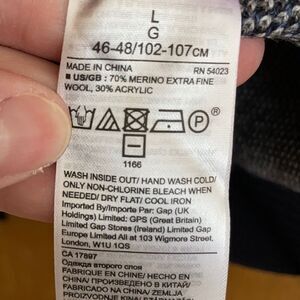 L
G
46-48/102-107CM
MADE IN CHINA RN 54023
■ US/GB : 70% MERINO EXTRA FINE
WOOL, 30% ACRYLIC
P ®
1166
WASH INSIDE OUT/ HAND WASH COLD/
ONLY NON-CHLORINE BLEACH WHEN
NEEDED/ DRY FLAT/ COOL IRON
Imported By/Importe Par: Gap (UK
Holdings) Limited: GPS (Great Britain)
Limited Gap Stores (Ireland) Limited Gap
Europe Limited All at 103 Wigmore Street,
London, W1U 1QS
CA 17897
Одежда второго слоя
FABRIQUE EN CHINE/ HECHO EN
CHINA/ ПРОИЗВЕДЕНО В КИТАЕ/
FABRICADO NA CHINA/ ZEMJA